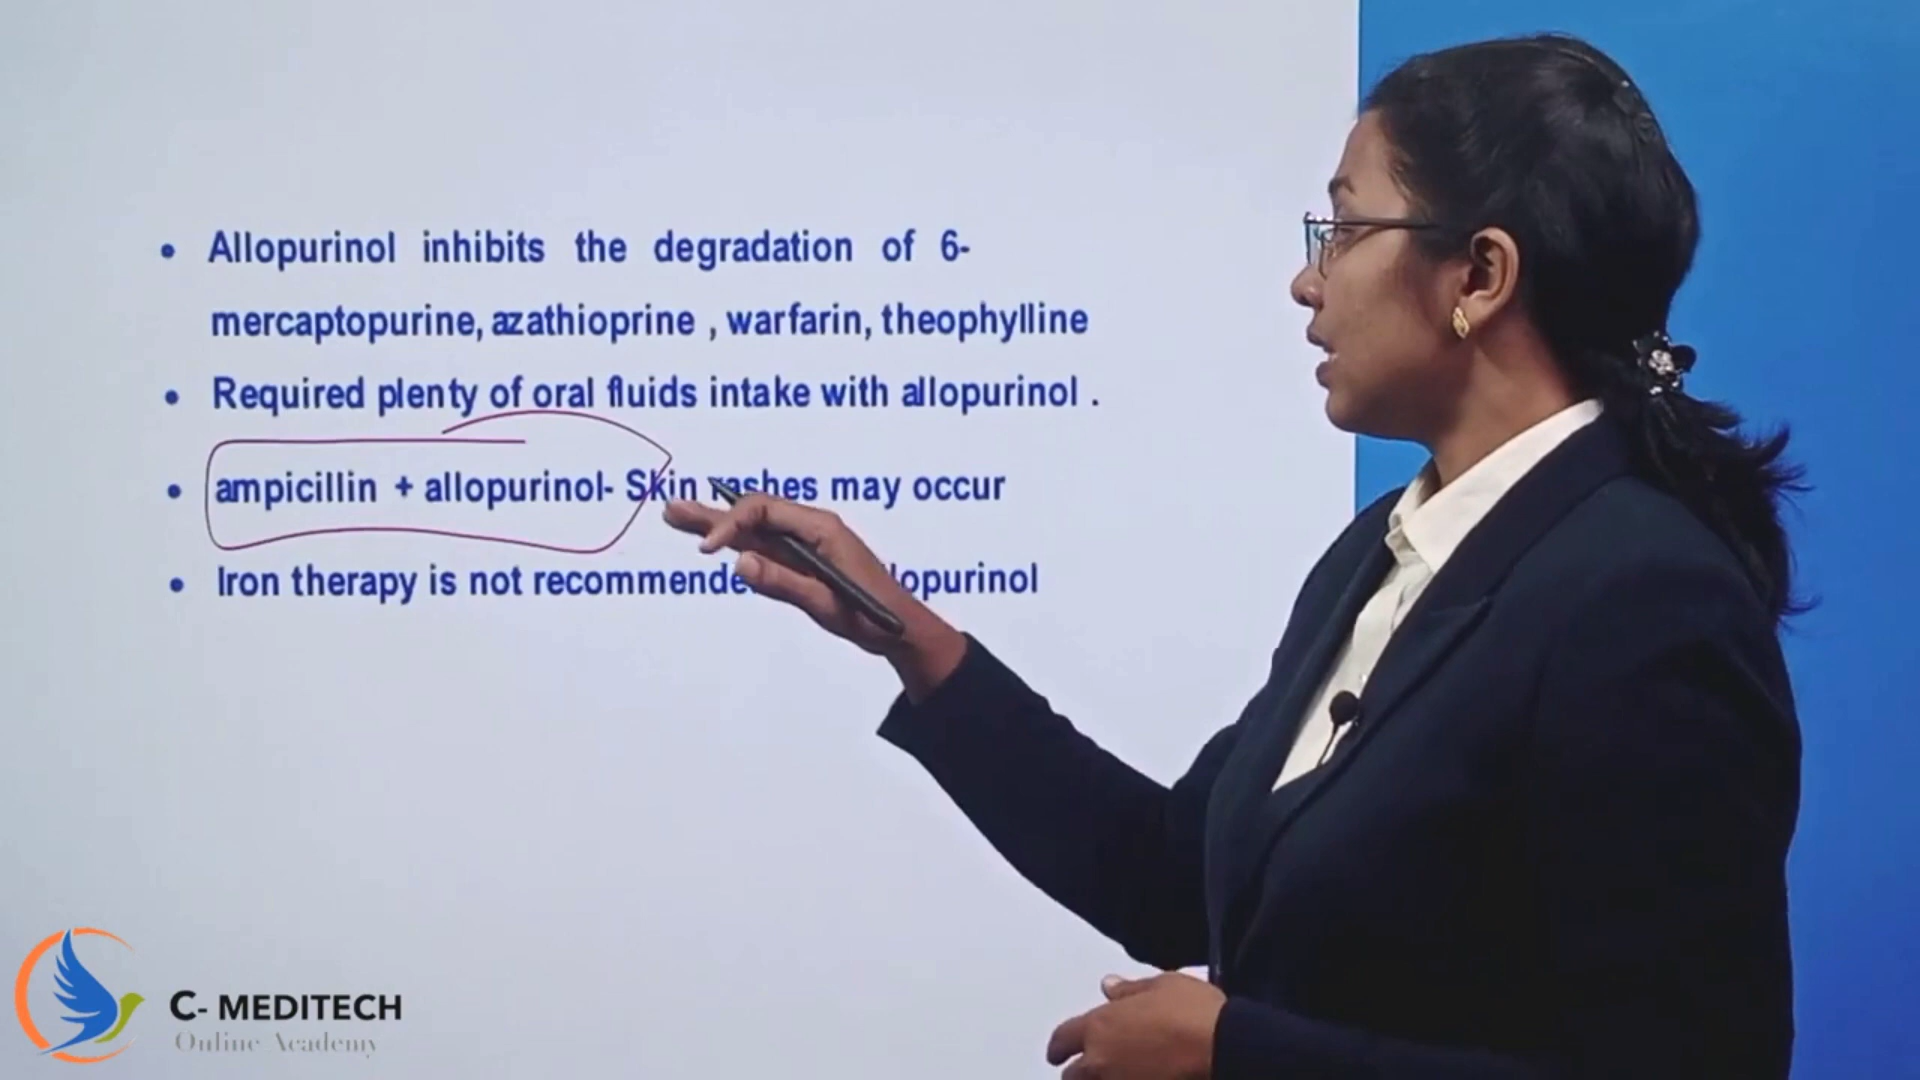 • Allopurinol inhibits the degradation of 6-
mercaptopurine, azathioprine , warfarin, theophylline
• Required plenty of oral fluids intake with allopurinol .
• ampicillin + allopurinol- Skin rashes may occur
• Iron therapy is not recommende lopurinol
C- MEDITECH
Online Academy